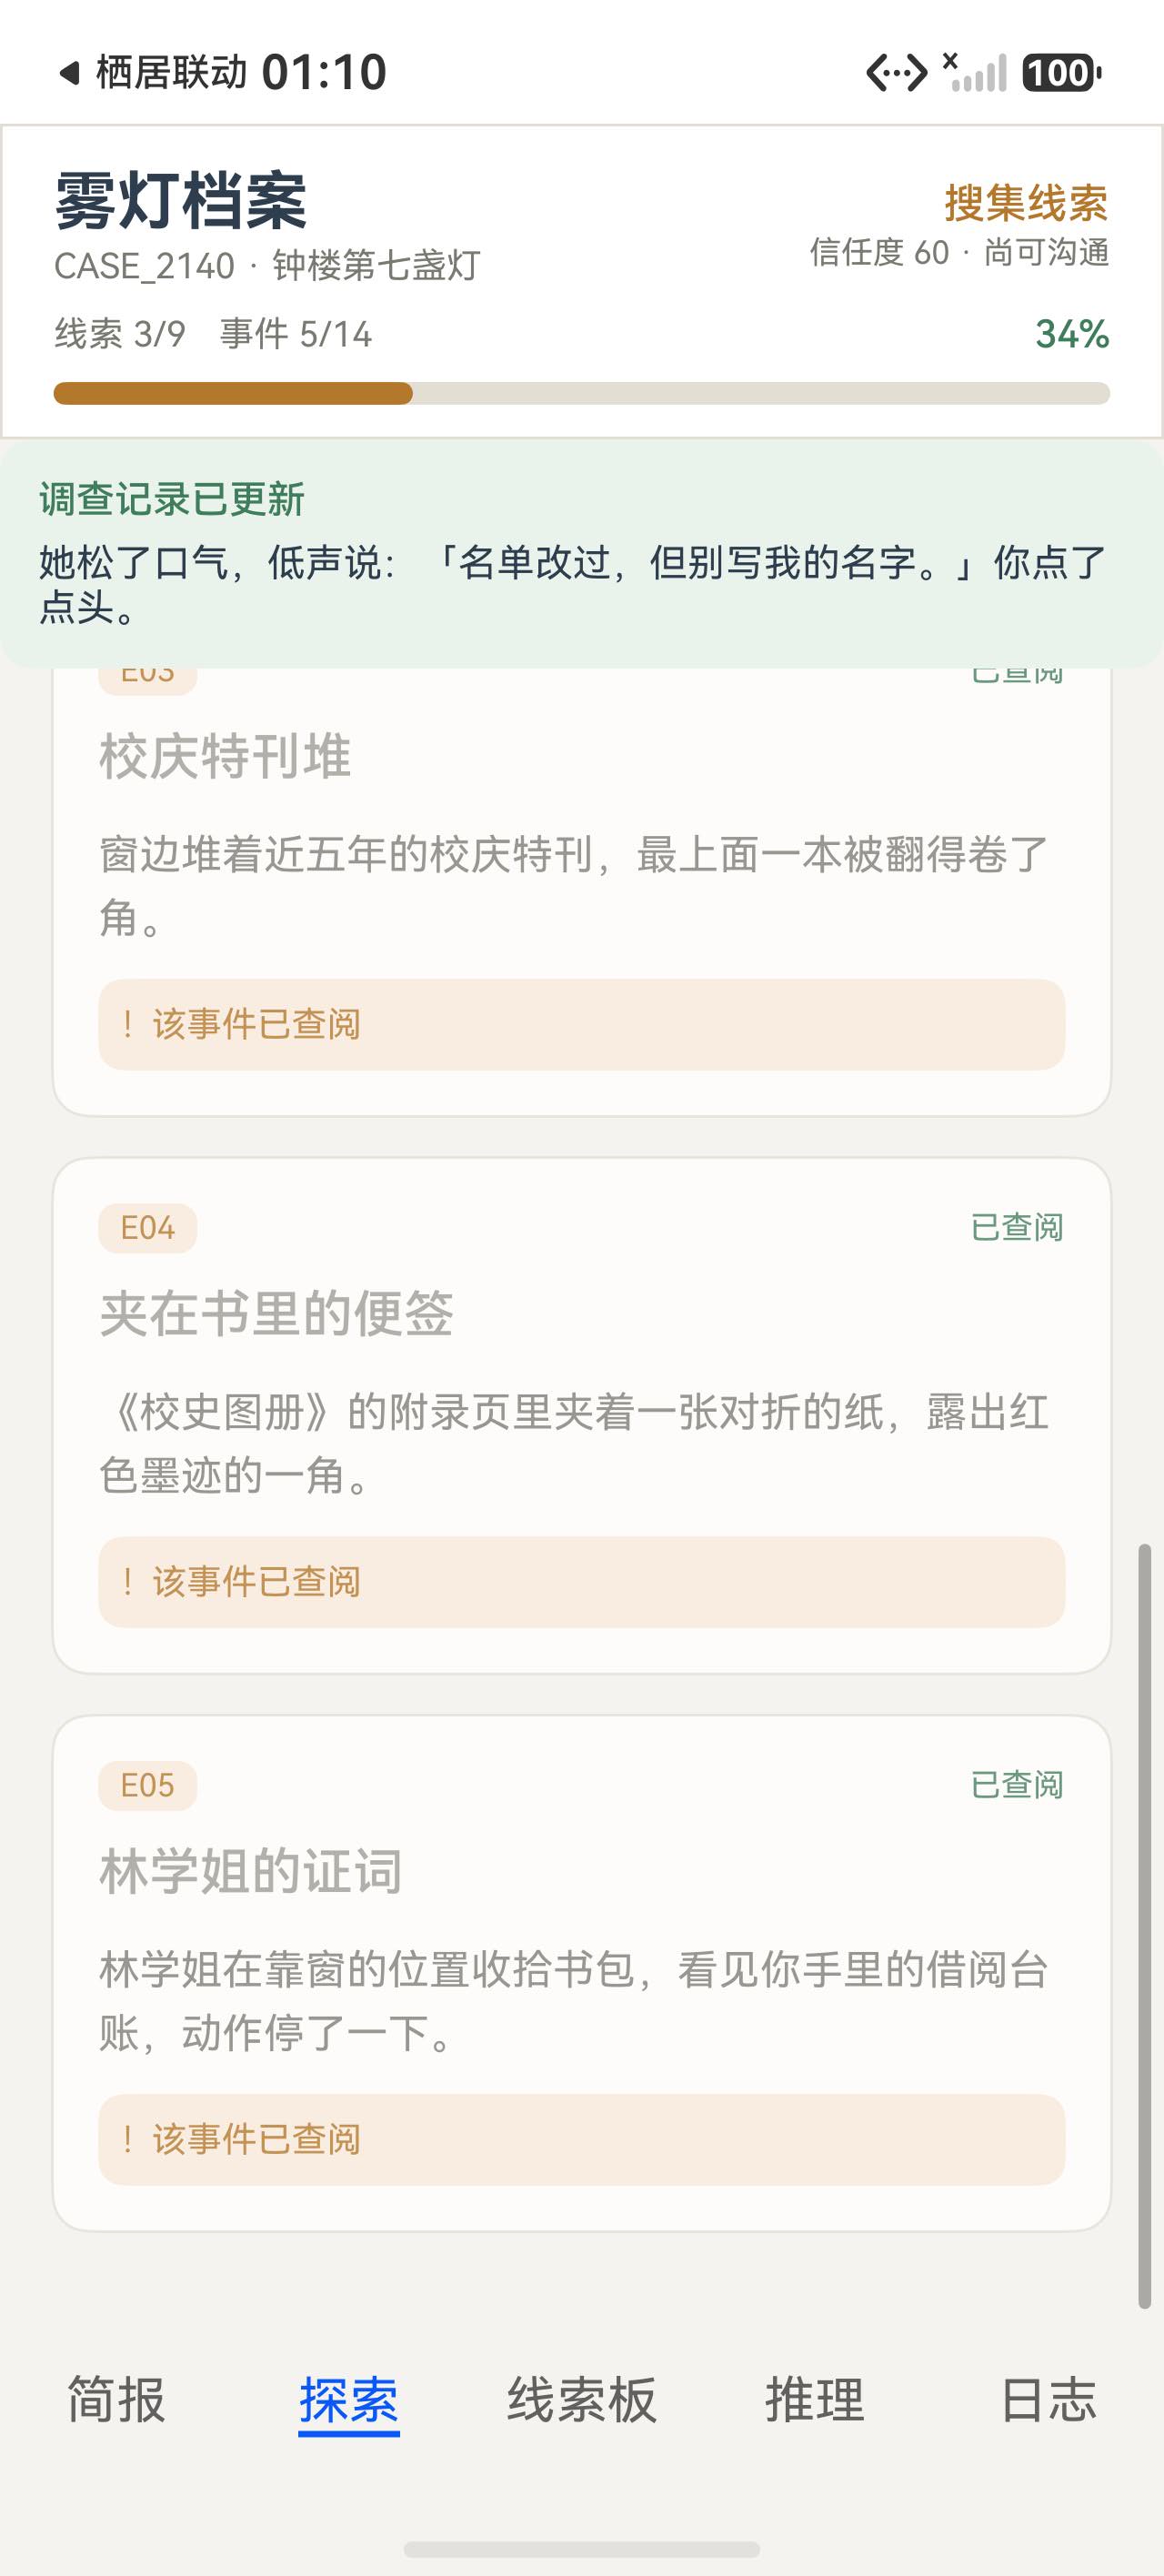 栖居联动 01:10
100
雾灯档案
搜集线索
CASE_2140 · 钟楼第七盏灯
信任度 60 · 尚可沟通
线索 3/9 事件 5/14
34%
调查记录已更新
她松了口气，低声说：「名单改过，但别写我的名字。」你点了
点头。
E03
已查阅
校庆特刊堆
窗边堆着近五年的校庆特刊，最上面一本被翻得卷了
角。
! 该事件已查阅
E04
已查阅
夹在书里的便签
《校史图册》的附录页里夹着一张对折的纸，露出红
色墨迹的一角。
! 该事件已查阅
E05
已查阅
林学姐的证词
林学姐在靠窗的位置收拾书包，看见你手里的借阅台
账，动作停了一下。
! 该事件已查阅
简报
探索
线索板
推理
日志